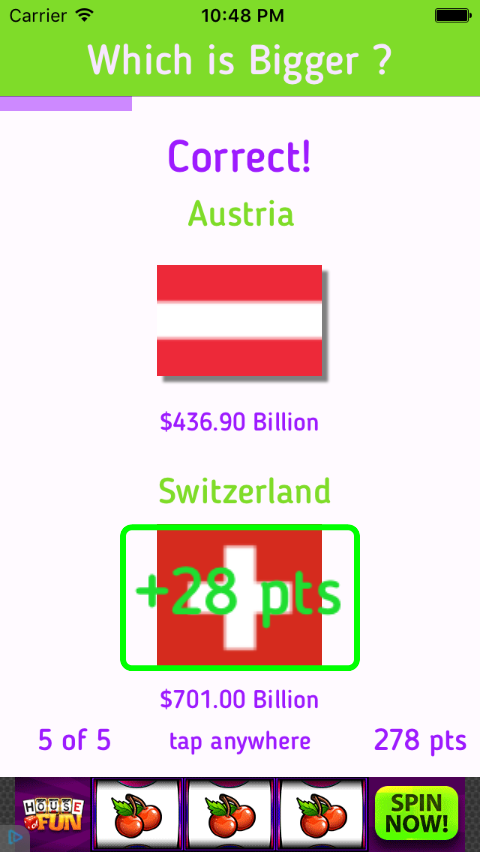 Carrier 10:48 PM
Which is Bigger ?
Correct!
Austria
$436.90 Billion
Switzerland
+28 pts
$701.00 Billion
5 of 5 tap anywhere 278 pts
HOUSE
of FUN
SPIN
NOW!